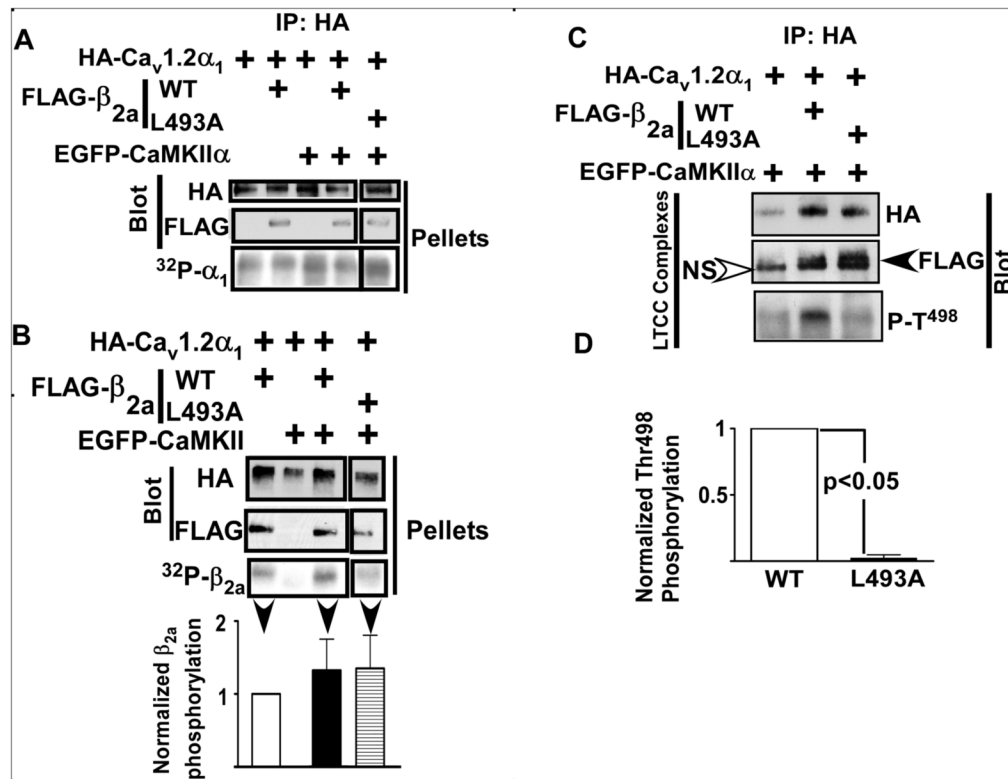 A
IP: HA
HA-Cav1.2α1 + + + + +
FLAG-β2a WT + +
L493A +
EGFP-CaMKIIα + + +
Blot
HA
FLAG
32P-α1
Pellets
B
HA-Cav1.2α1 + + + +
FLAG-β2a WT + +
L493A +
EGFP-CaMKII + + +
Blot
HA
FLAG
32P-β2a
Pellets
Normalized β2a
phosphorylation
2
1
C
IP: HA
HA-Cav1.2α1 + + +
FLAG-β2a WT +
L493A +
EGFP-CaMKIIα + + +
LTCC Complexes
NS
HA
FLAG
P-T498
Blot
D
Normalized Thr498
Phosphorylation
1
0.5
p<0.05
WT L493A